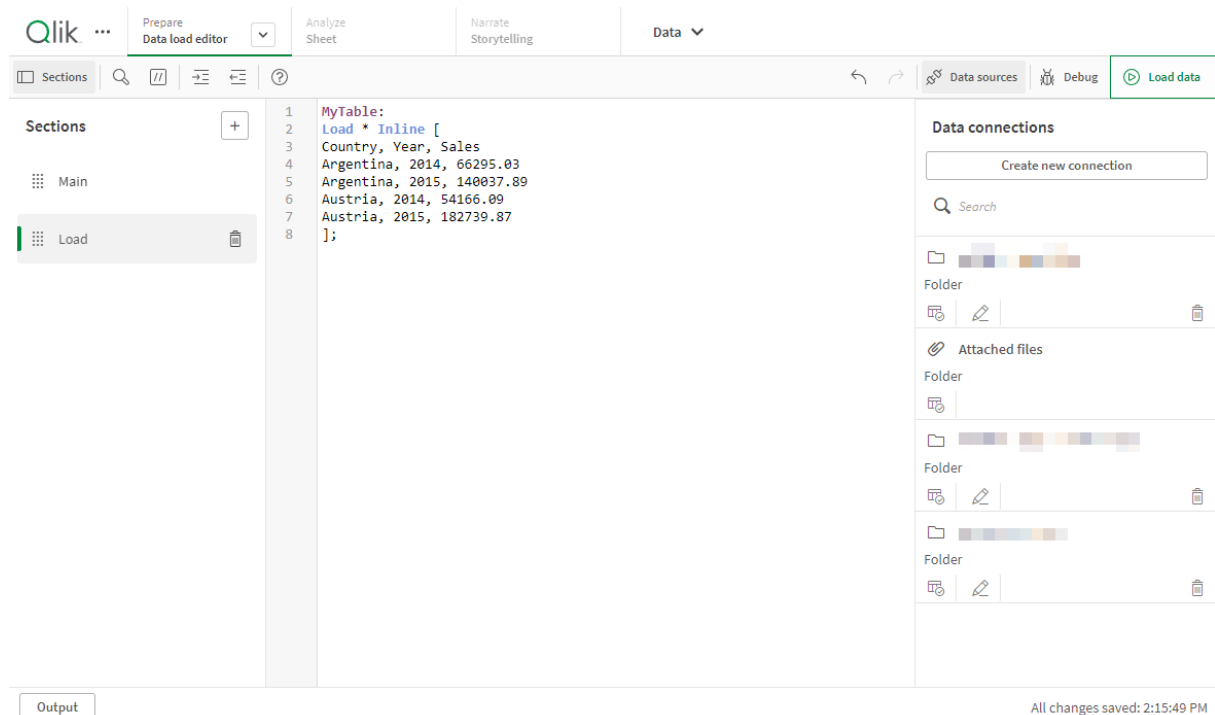 Qlik
Prepare
Data load editor
Analyze
Sheet
Narrate
Storytelling
Data
Sections
Data sources
Debug
Load data
Sections
Main
Load
1 MyTable:
2 Load * Inline [
3 Country, Year, Sales
4 Argentina, 2014, 66295.03
5 Argentina, 2015, 140037.89
6 Austria, 2014, 54166.09
7 Austria, 2015, 182739.87
8 ];
Data connections
Create new connection
Search
Folder
Attached files
Folder
Folder
Folder
Output
All changes saved: 2:15:49 PM